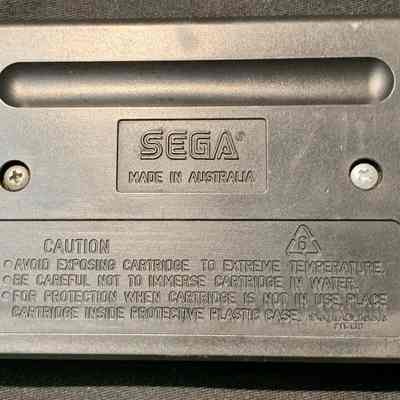 SEGA®
MADE IN AUSTRALIA
CAUTION
6
• AVOID EXPOSING CARTRIDGE TO EXTREME TEMPERATURE.
• BE CAREFUL NOT TO IMMERSE CARTRIDGE IN WATER.
• FOR PROTECTION WHEN CARTRIDGE IS NOT IN USE, PLACE
CARTRIDGE INSIDE PROTECTIVE PLASTIC CASE.